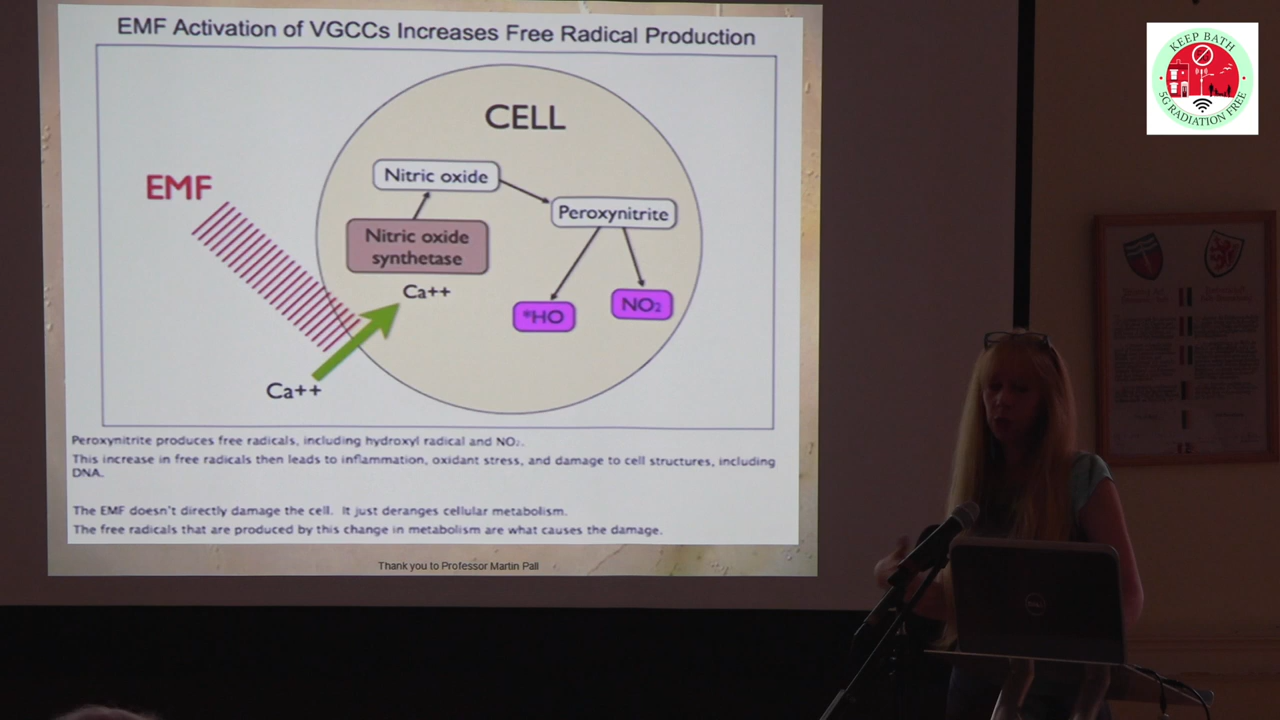 EMF Activation of VGCCs Increases Free Radical Production
CELL
EMF
Nitric oxide
Peroxynitrite
Nitric oxide
synthetase
Ca++
*HO
NO₂
Ca++
Peroxynitrite produces free radicals, including hydroxyl radical and NO₂.
This increase in free radicals then leads to inflammation, oxidant stress, and damage to cell structures, including
DNA.
The EMF doesn't directly damage the cell. It just deranges cellular metabolism.
The free radicals that are produced by this change in metabolism are what causes the damage.
Thank you to Professor Martin Pall
KEEP BATH
5G RADIATION FREE